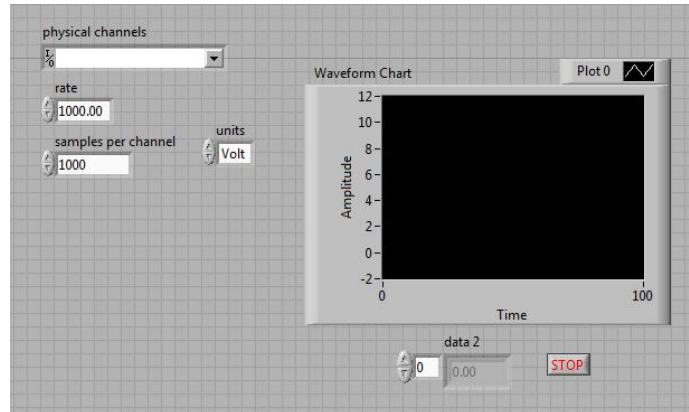 physical channels
I/O
rate
1000.00
samples per channel
1000
units
Volt
Waveform Chart
Plot 0
12
10
8
6
4
2
0
-2
Amplitude
0
100
Time
data 2
0
0.00
STOP